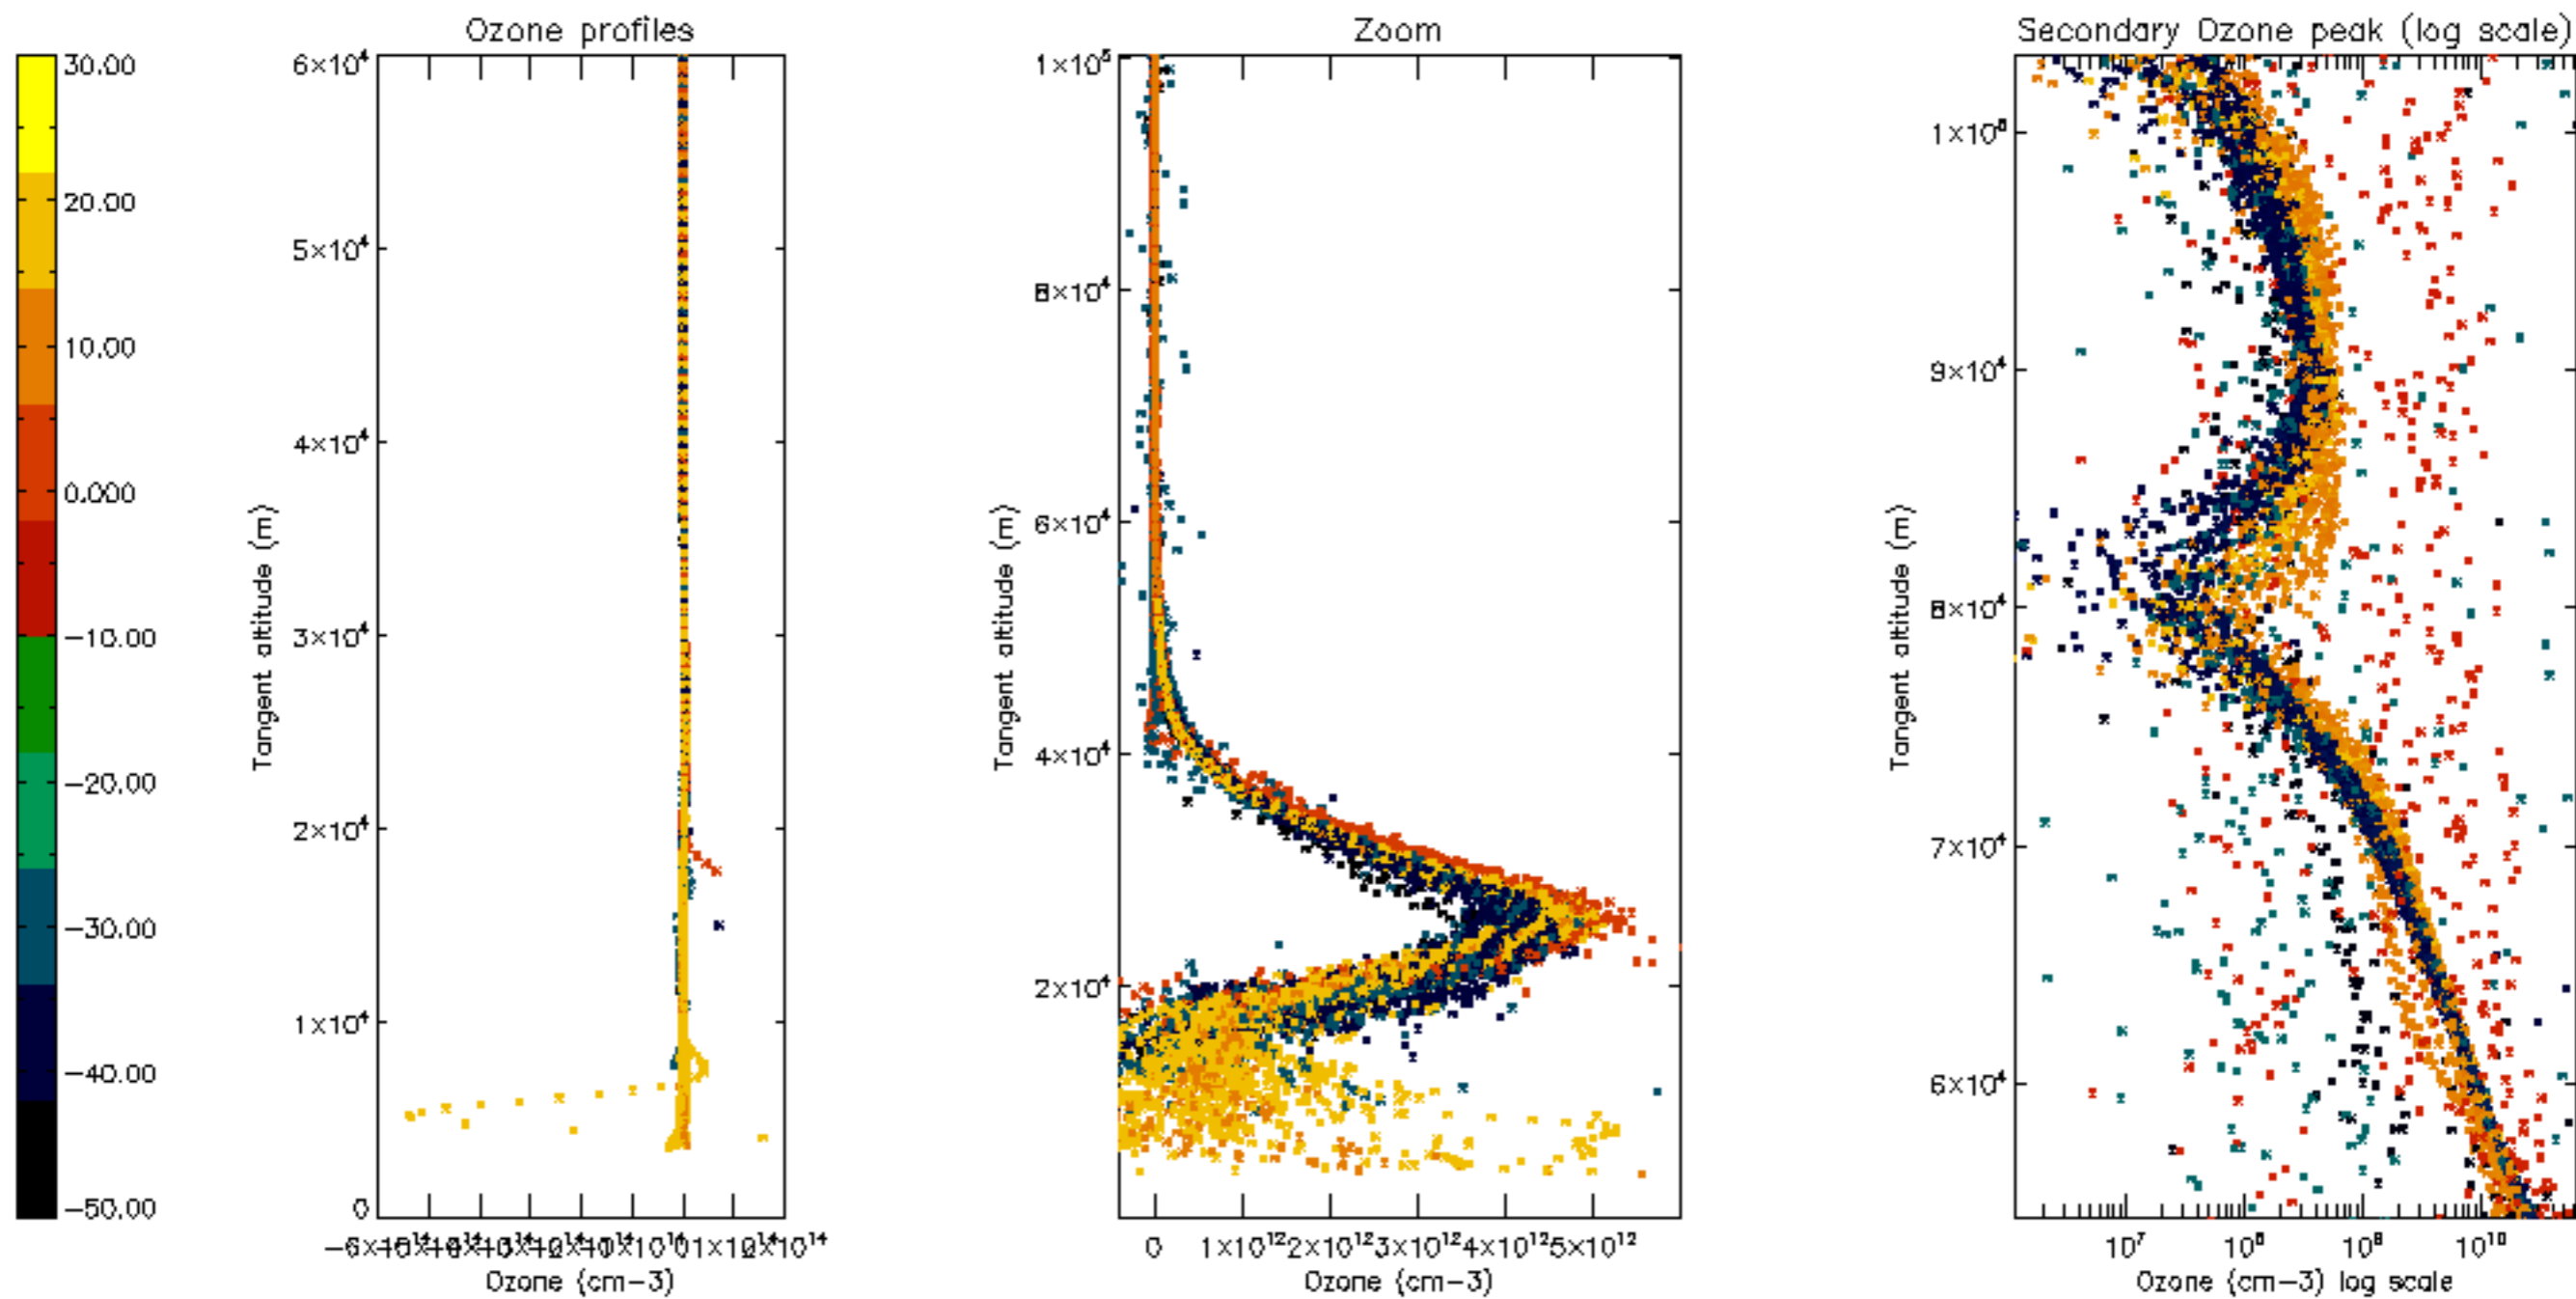 Ozone profiles
Zoom
Secondary Ozone peak (log scale)
30.00
20.00
10.00
0.000
-10.00
-20.00
-30.00
-40.00
-50.00
6×10⁴
5×10⁴
4×10⁴
3×10⁴
2×10⁴
1×10⁴
0
Tangent altitude (m)
Ozone (cm-3)
1×10⁵
8×10⁴
6×10⁴
4×10⁴
2×10⁴
Tangent altitude (m)
0 1×10¹² 2×10¹² 3×10¹² 4×10¹² 5×10¹²
Ozone (cm-3)
9×10⁴
8×10⁴
7×10⁴
6×10⁴
Tangent altitude (m)
10⁷ 10⁸ 10⁹ 10¹⁰
Ozone (cm-3) log scale